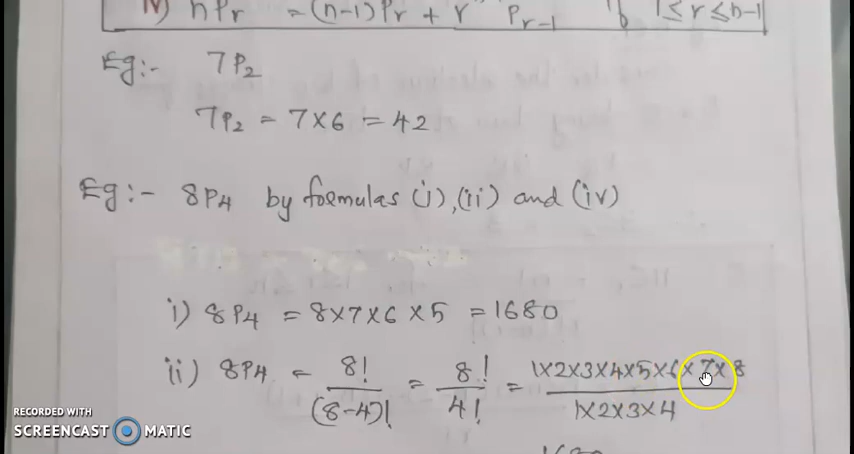 iv) nPr = (n-1)Pr + r Pr-1 if 1 ≤ r ≤ n-1
Eg:- 7P2
7P2 = 7×6 = 42
Eg:- 8P4 by formulas (i), (ii) and (iv)
i) 8P4 = 8×7×6×5 = 1680
ii) 8P4 = 8!/(8-4)! = 8!/4! = 1×2×3×4×5×6×7×8/1×2×3×4
RECORDED WITH
SCREENCAST MATIC